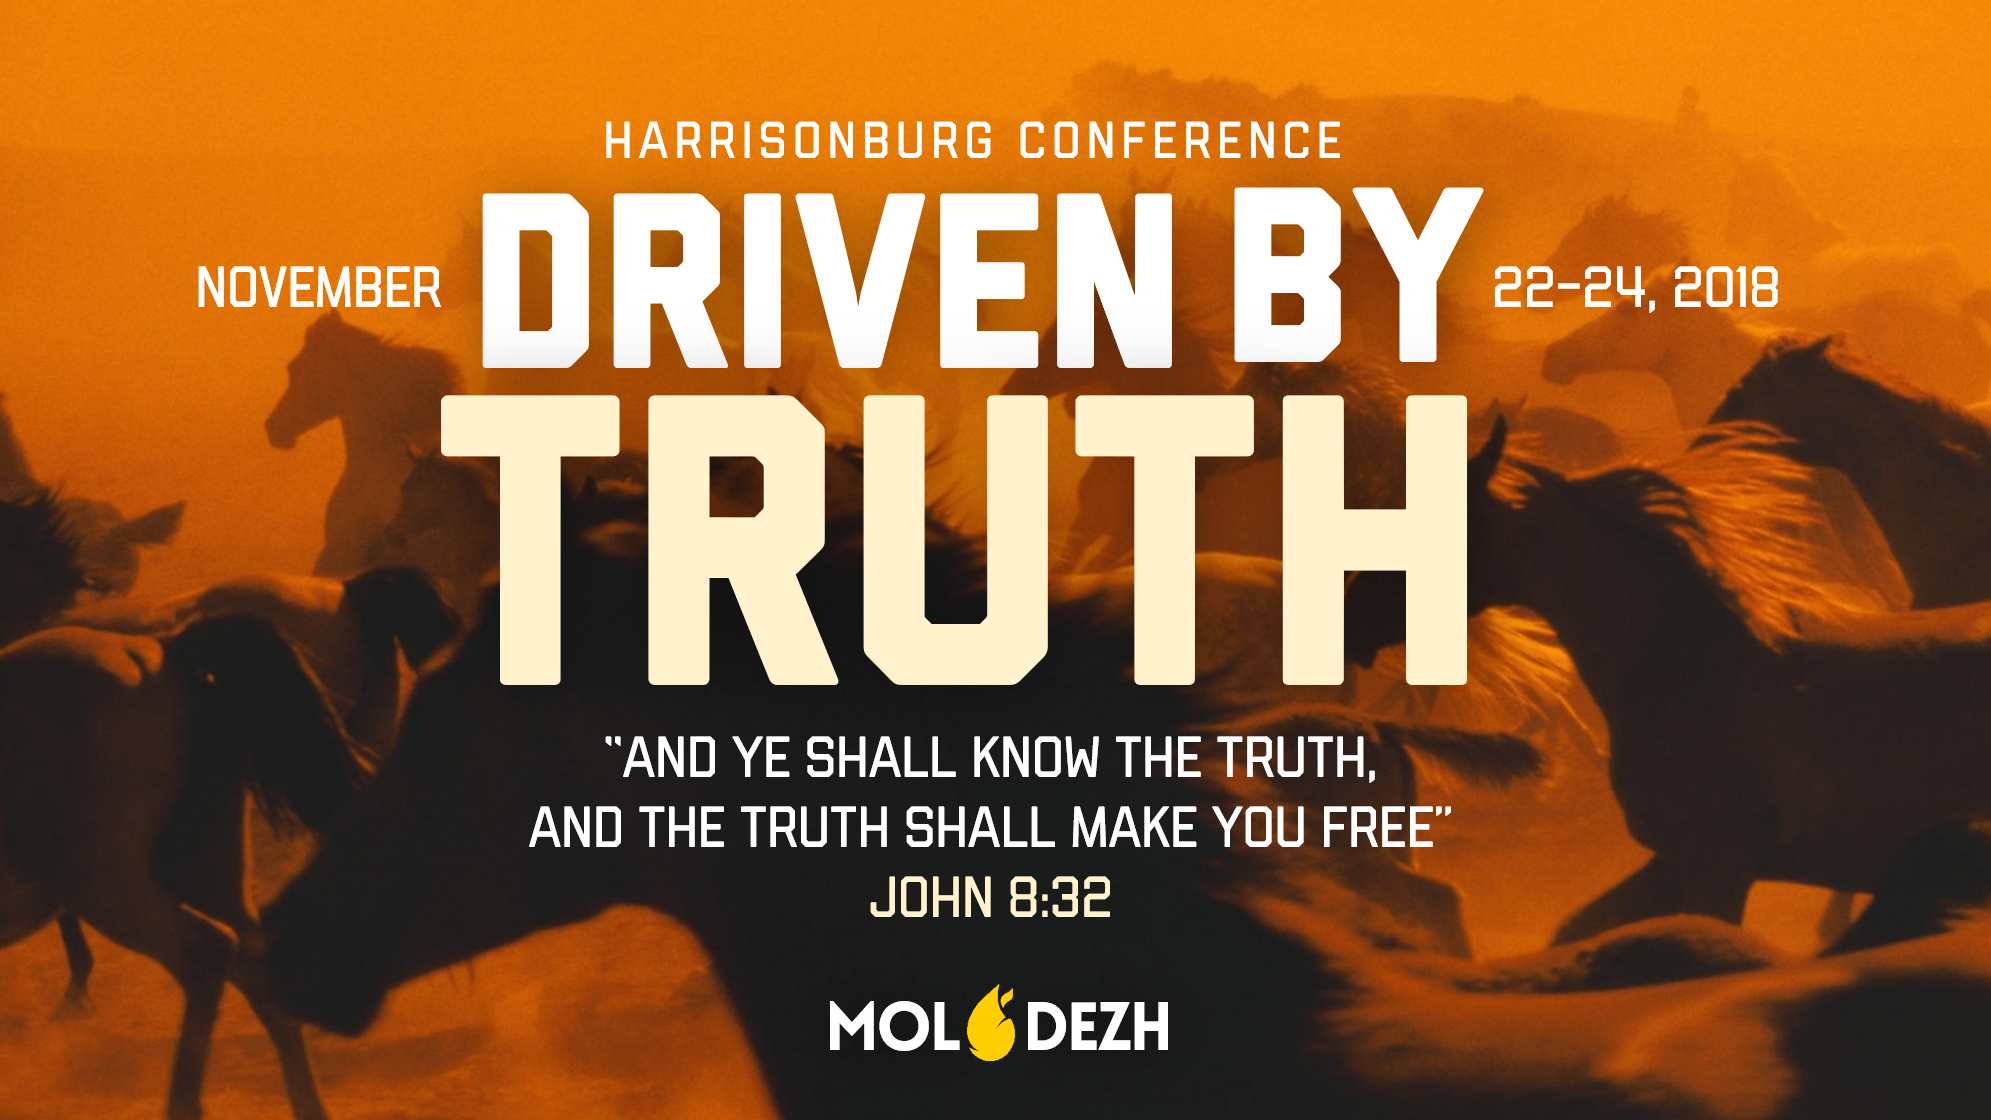 HARRISONBURG CONFERENCE
NOVEMBER DRIVEN BY 22–24, 2018
TRUTH
“AND YE SHALL KNOW THE TRUTH,
AND THE TRUTH SHALL MAKE YOU FREE”
JOHN 8:32
MOLODEZH